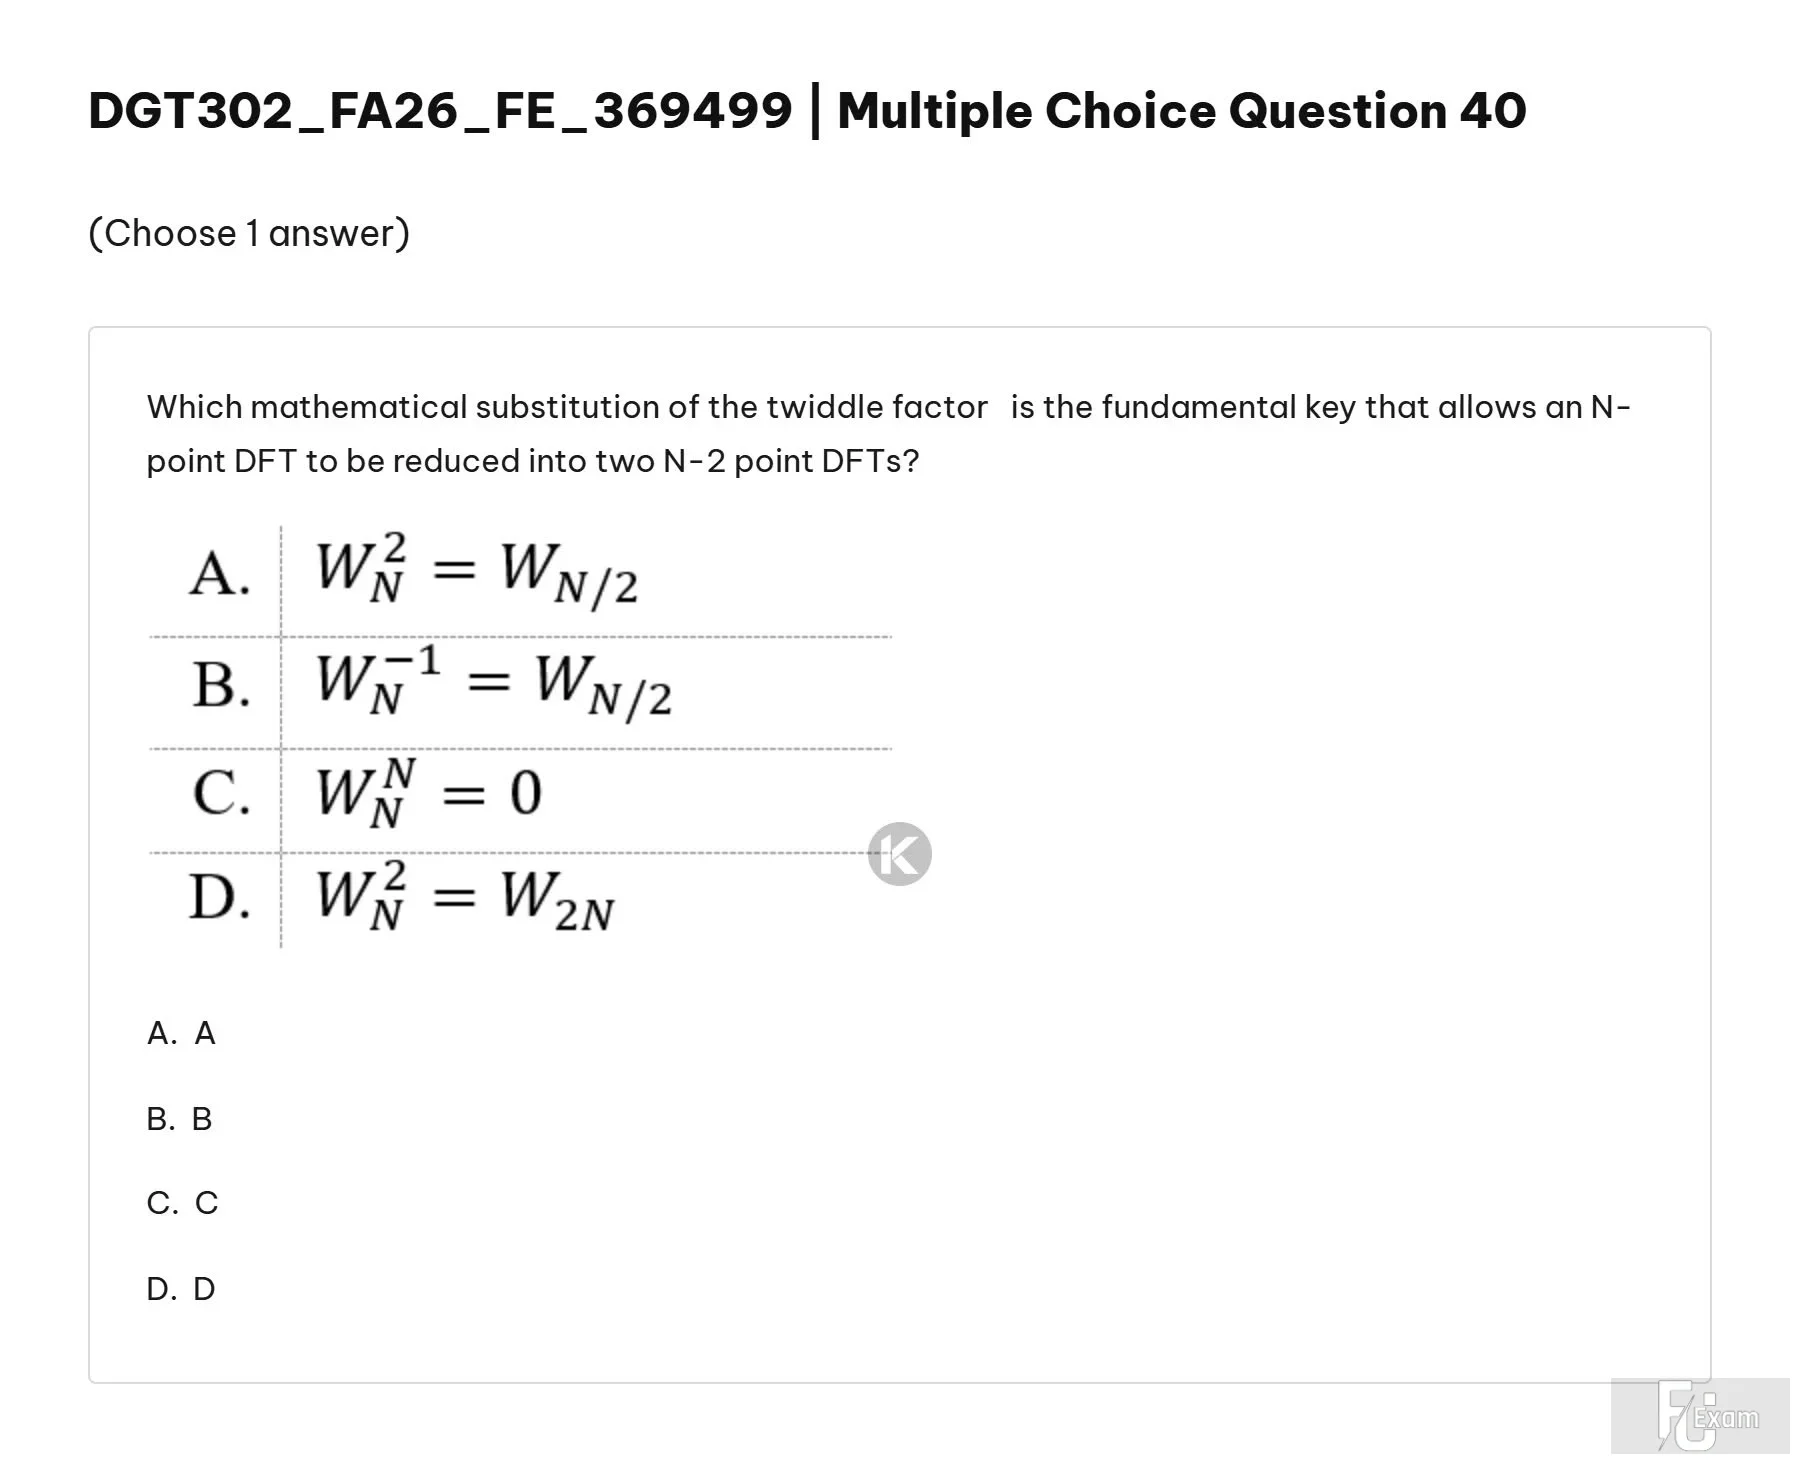 DGT302_FA26_FE_369499 | Multiple Choice Question 40
(Choose 1 answer)
Which mathematical substitution of the twiddle factor is the fundamental key that allows an N-
point DFT to be reduced into two N-2 point DFTs?
A. W_N^2 = W_{N/2}
B. W_N^{-1} = W_{N/2}
C. W_N^N = 0
D. W_N^2 = W_{2N}
A. A
B. B
C. C
D. D
K
FG Exam